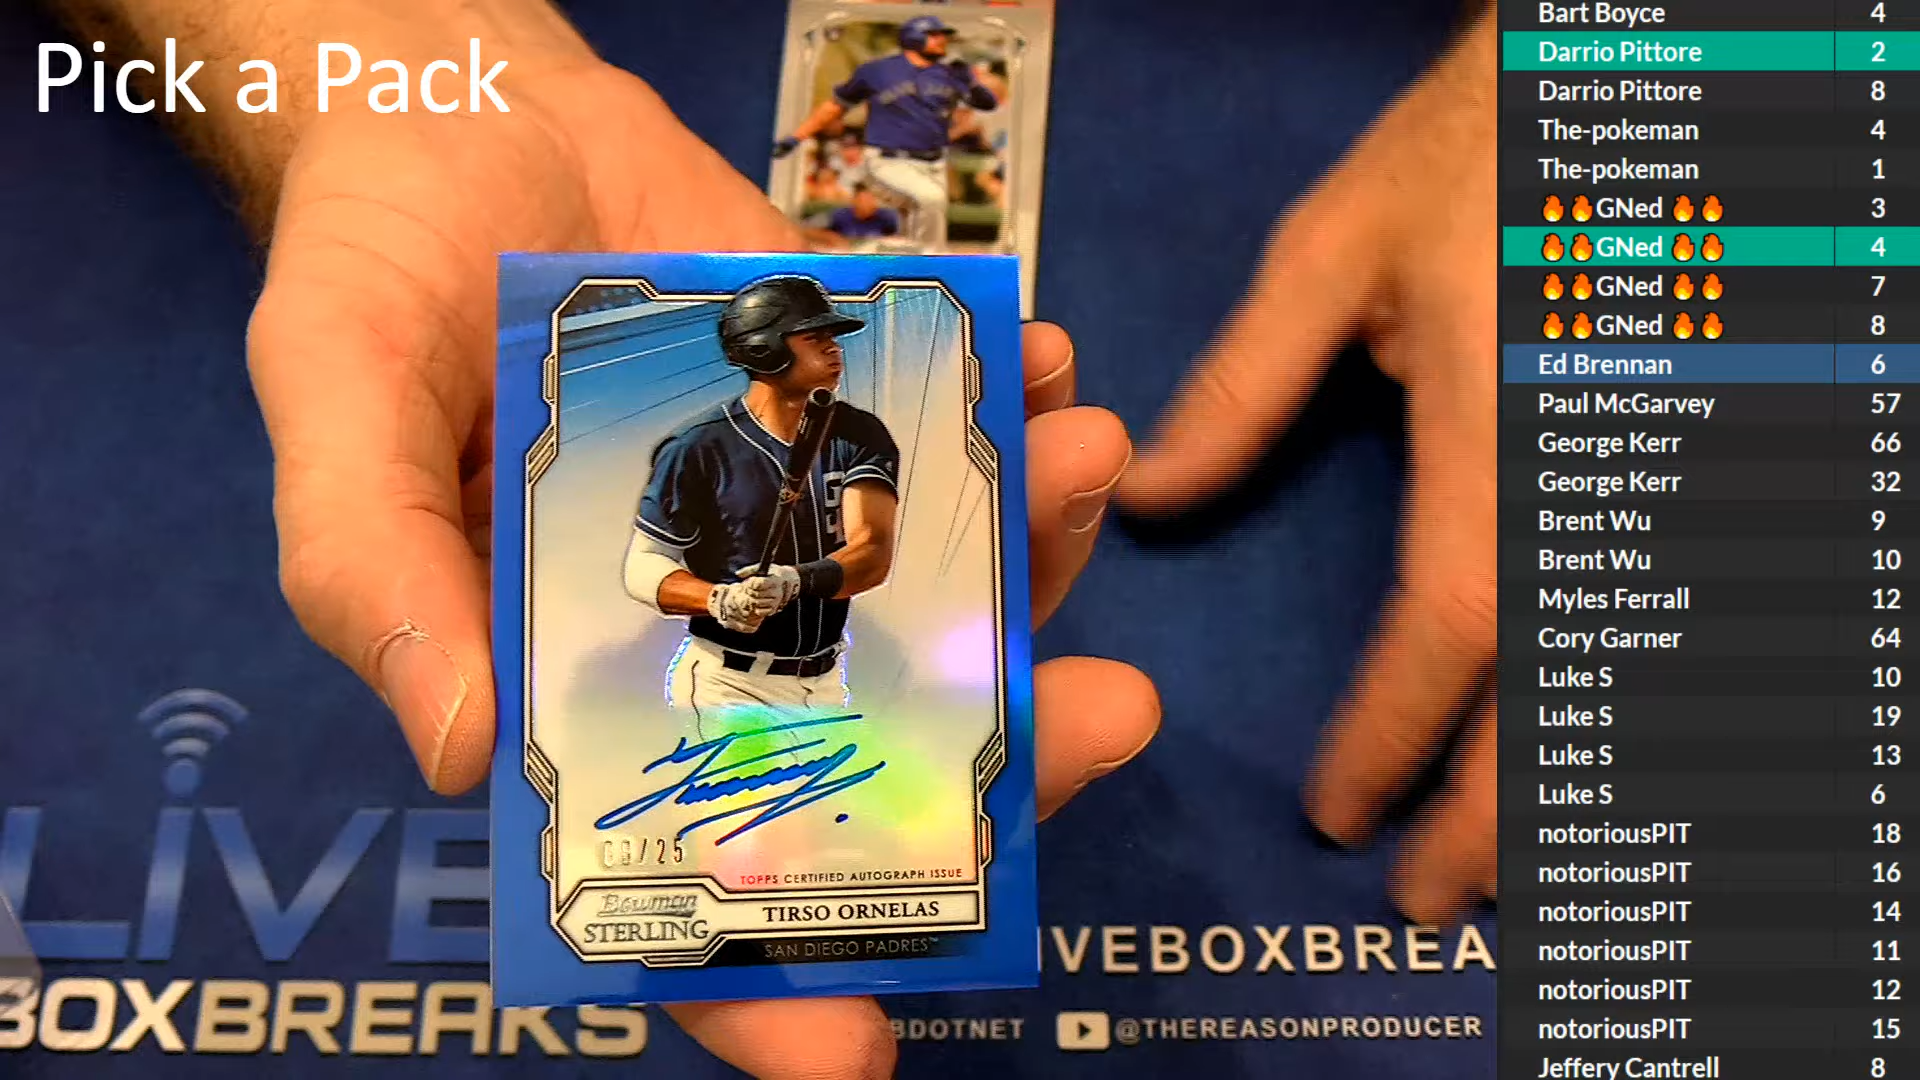 Pick a Pack
Bart Boyce 4
Darrio Pittore 2
Darrio Pittore 8
The-pokeman 4
The-pokeman 1
🔥🔥GNed 🔥🔥 3
🔥🔥GNed 🔥🔥 4
🔥🔥GNed 🔥🔥 7
🔥🔥GNed 🔥🔥 8
Ed Brennan 6
Paul McGarvey 57
George Kerr 66
George Kerr 32
Brent Wu 9
Brent Wu 10
Myles Ferrall 12
Cory Garner 64
Luke S 10
Luke S 19
Luke S 13
Luke S 6
notoriousPIT 18
notoriousPIT 16
notoriousPIT 14
notoriousPIT 11
notoriousPIT 12
notoriousPIT 15
Jeffery Cantrell 8
/25
TOPPS CERTIFIED AUTOGRAPH ISSUE
Bowman
STERLING
TIRSO ORNELAS
SAN DIEGO PADRES™
LiVE
BOXBREAKS
IVEBOXBREA
BDOTNET
@THEREASONPRODUCER